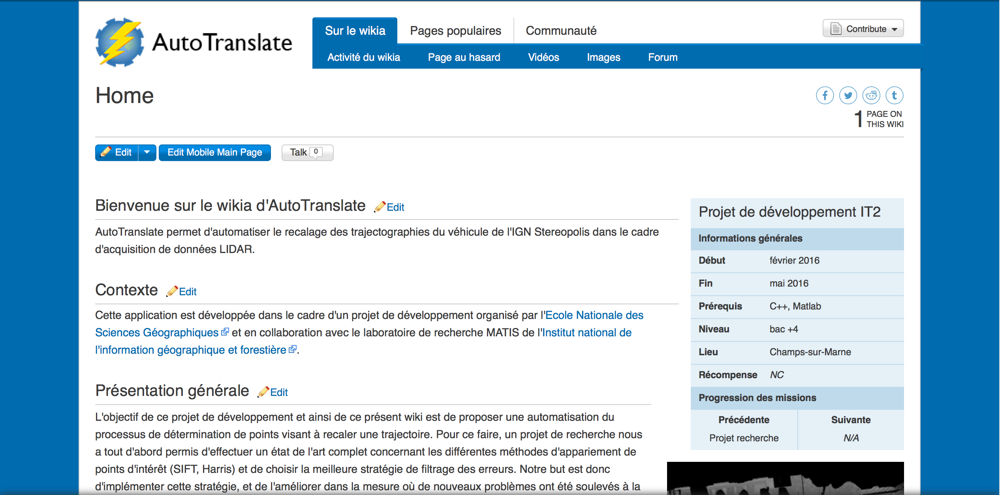 AutoTranslate
Sur le wikia
Pages populaires
Communauté
Contribute
Activité du wikia
Page au hasard
Vidéos
Images
Forum
Home
1 PAGE ON
THIS WIKI
Edit
Edit Mobile Main Page
Talk 0
Bienvenue sur le wikia d'AutoTranslate Edit
AutoTranslate permet d'automatiser le recalage des trajectographies du véhicule de l'IGN Stereopolis dans le cadre
d'acquisition de données LIDAR.
Contexte Edit
Cette application est développée dans le cadre d'un projet de développement organisé par l'Ecole Nationale des
Sciences Géographiques et en collaboration avec le laboratoire de recherche MATIS de l'Institut national de
l'information géographique et forestière.
Présentation générale Edit
L'objectif de ce projet de développement et ainsi de ce présent wiki est de proposer une automatisation du
processus de détermination de points visant à recaler une trajectoire. Pour ce faire, un projet de recherche nous
a tout d'abord permis d'effectuer un état de l'art complet concernant les différentes méthodes d'appariement de
points d'intérêt (SIFT, Harris) et de choisir la meilleure stratégie de filtrage des erreurs. Notre but est donc
d'implémenter cette stratégie, et de l'améliorer dans la mesure où de nouveaux problèmes ont été soulevés à la
Projet de développement IT2
Informations générales
Début février 2016
Fin mai 2016
Prérequis C++, Matlab
Niveau bac +4
Lieu Champs-sur-Marne
Récompense NC
Progression des missions
Précédente Suivante
Projet recherche N/A